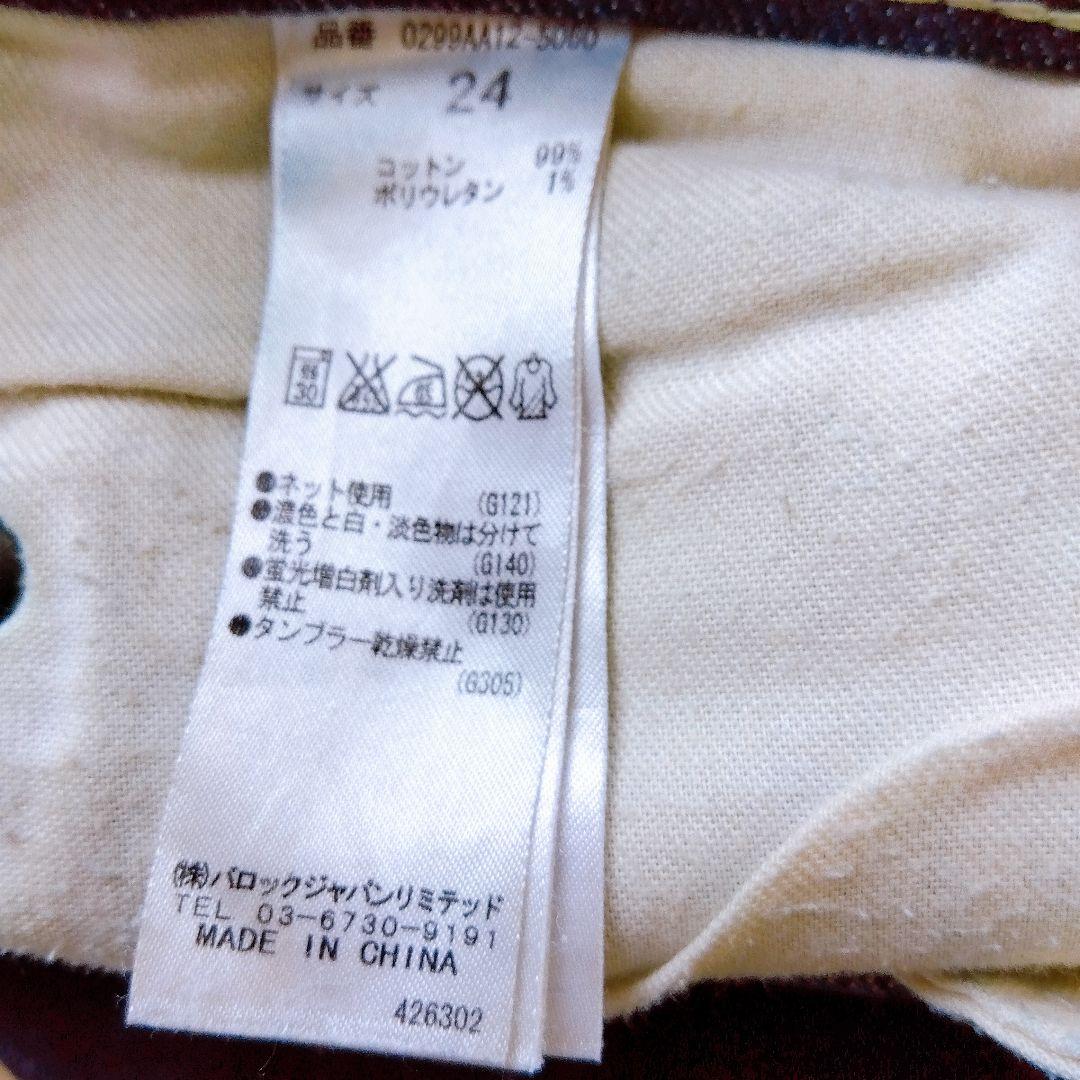 品番 0299AA12-5060
サイズ 24
コットン 99%
ポリウレタン 1%
弱
30
●ネット使用 (G121)
●濃色と白・淡色物は分けて
洗う (G140)
●蛍光増白剤入り洗剤は使用
禁止 (G130)
●タンブラー乾燥禁止
(G305)
(株)バロックジャパンリミテッド
TEL 03-6730-9191
MADE IN CHINA
426302